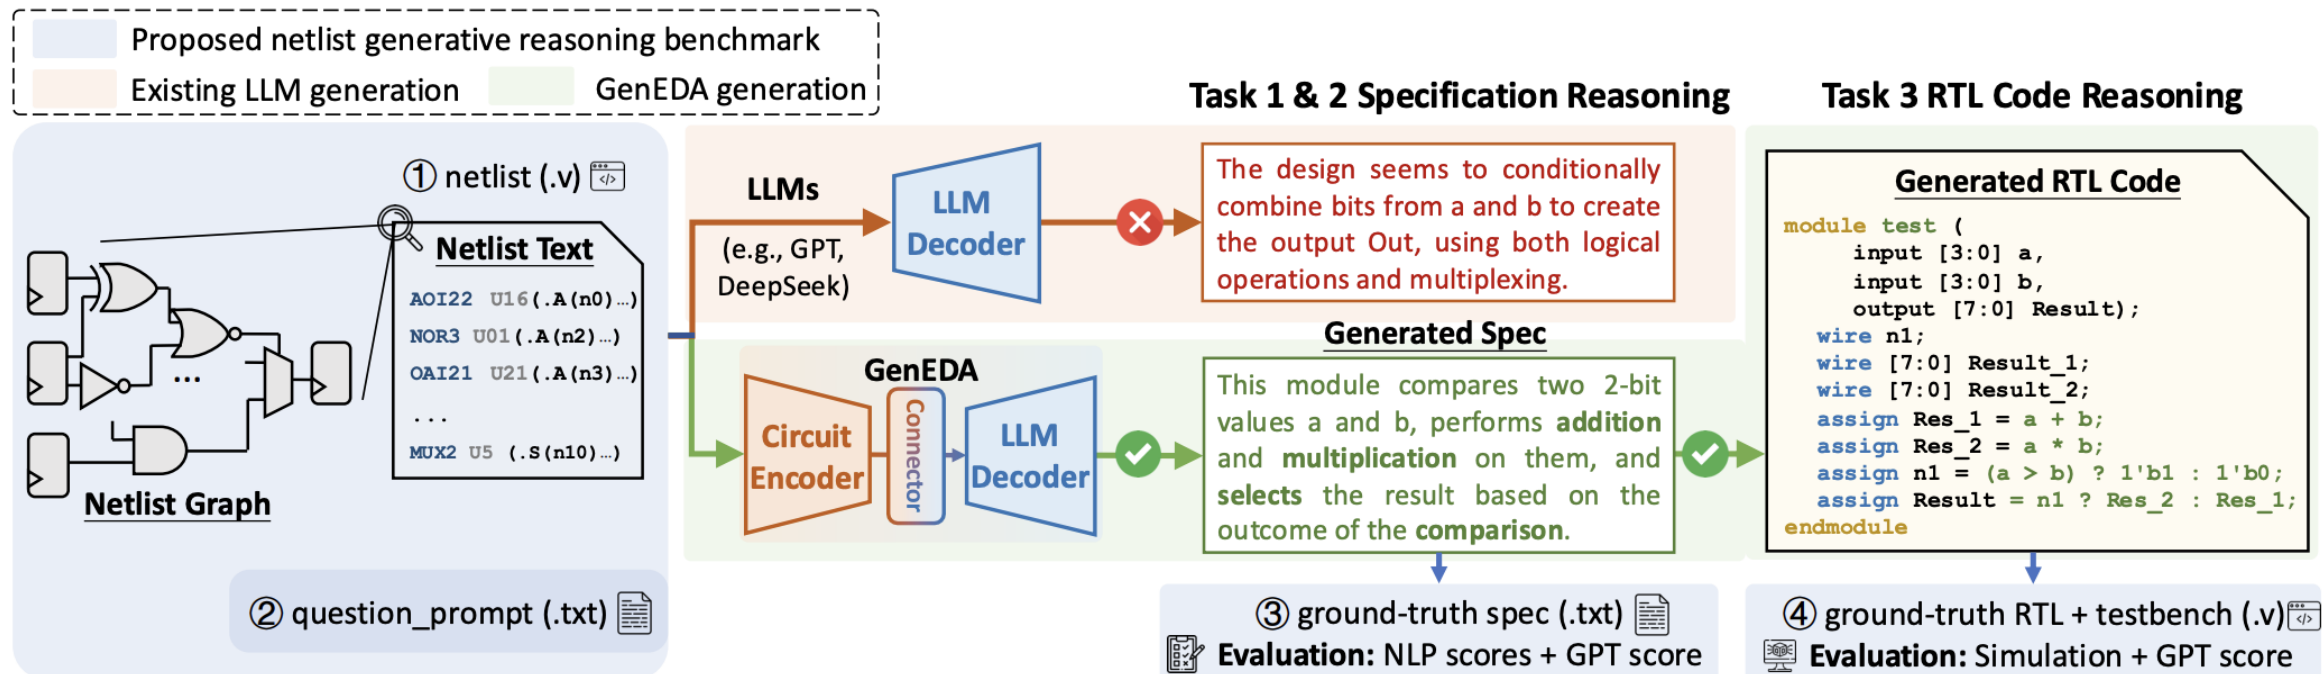 Proposed netlist generative reasoning benchmark
Existing LLM generation
GenEDA generation
① netlist (.v)
</>
Netlist Text
AOI22 U16(.A(n0)…)
NOR3 U01(.A(n2)…)
OAI21 U21(.A(n3)…)
...
MUX2 U5 (.S(n10)…)
...
Netlist Graph
② question_prompt (.txt)
Task 1 & 2 Specification Reasoning
LLMs
(e.g., GPT,
DeepSeek)
LLM
Decoder
The design seems to conditionally
combine bits from a and b to create
the output Out, using both logical
operations and multiplexing.
GenEDA
Circuit
Encoder
Connector
LLM
Decoder
Generated Spec
This module compares two 2-bit
values a and b, performs addition
and multiplication on them, and
selects the result based on the
outcome of the comparison.
③ ground-truth spec (.txt)
Evaluation: NLP scores + GPT score
Task 3 RTL Code Reasoning
Generated RTL Code
module test (
input [3:0] a,
input [3:0] b,
output [7:0] Result);
wire n1;
wire [7:0] Result_1;
wire [7:0] Result_2;
assign Res_1 = a + b;
assign Res_2 = a * b;
assign n1 = (a > b) ? 1'b1 : 1'b0;
assign Result = n1 ? Res_2 : Res_1;
endmodule
④ ground-truth RTL + testbench (.v)
</>
Evaluation: Simulation + GPT score